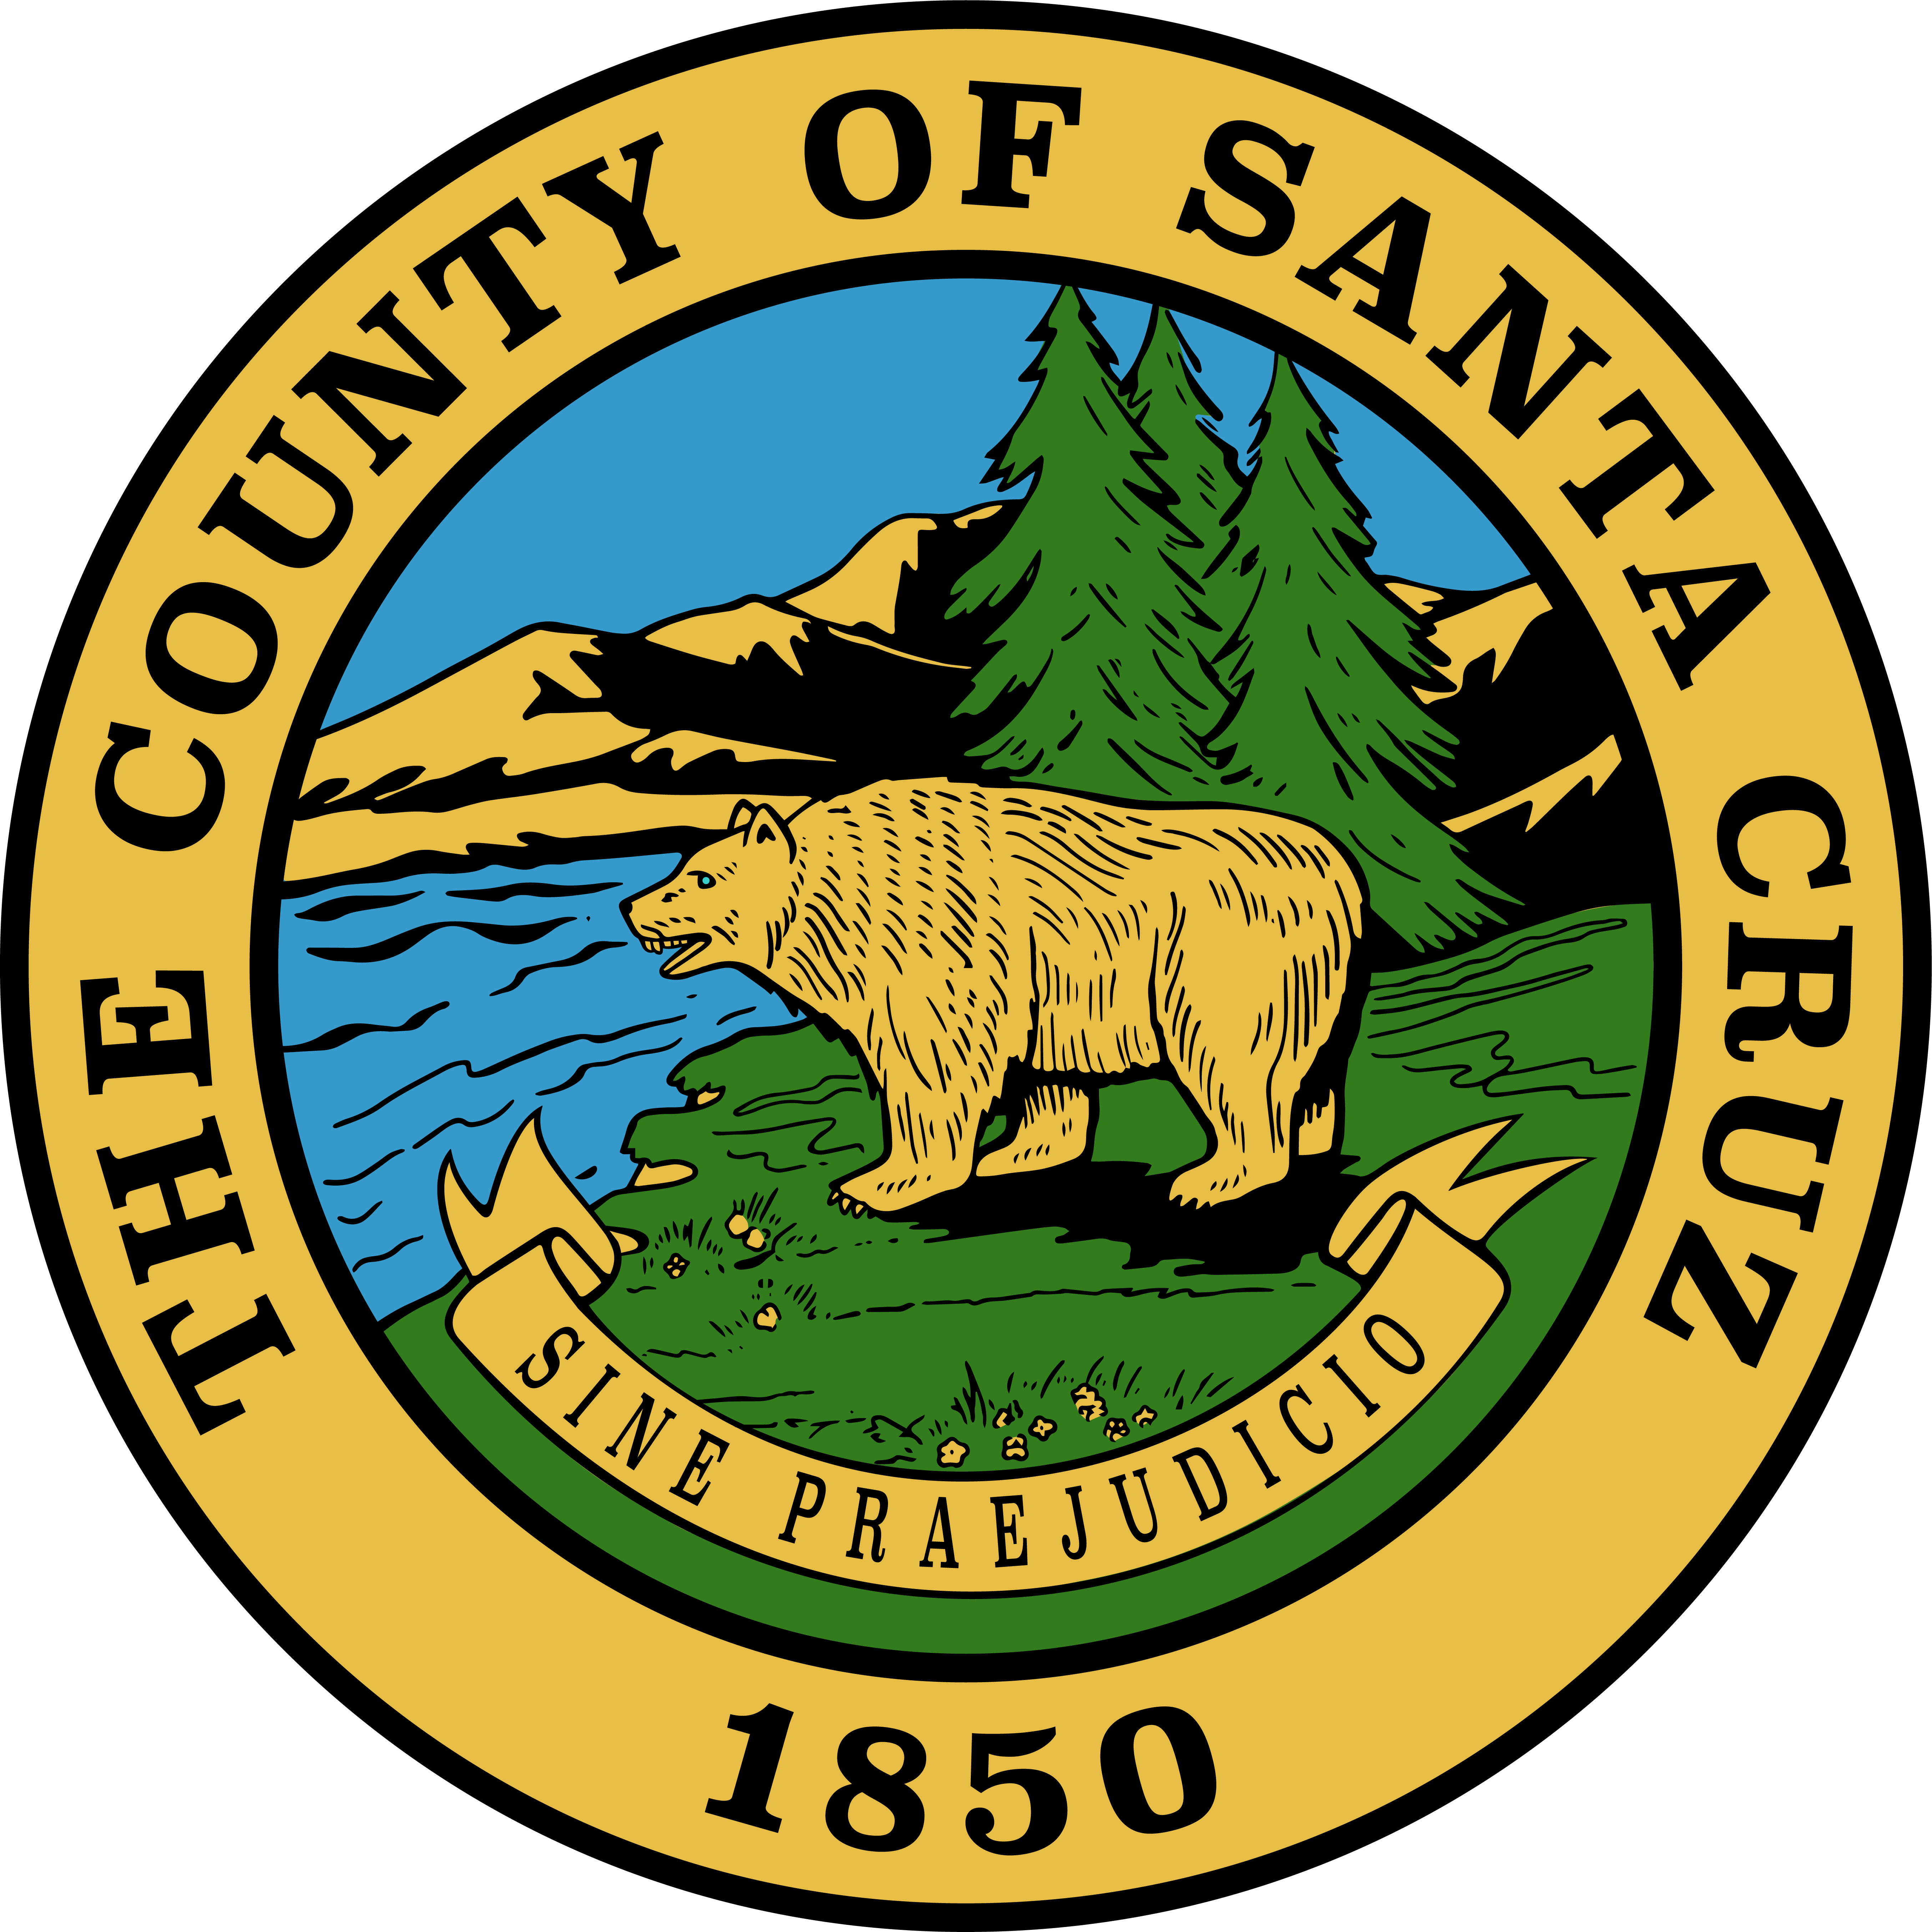 THE COUNTY OF SANTA CRUZ
SINE PRAEJUDICIO
1850